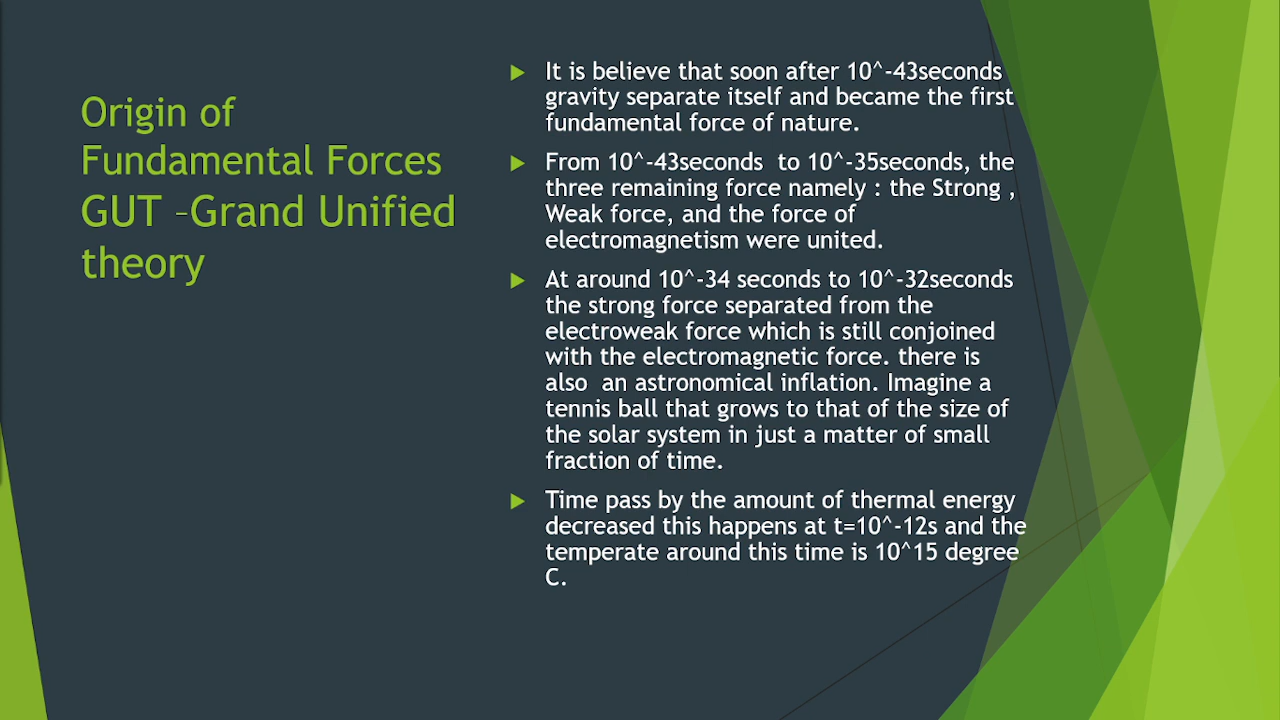 Origin of
Fundamental Forces
GUT –Grand Unified
theory
It is believe that soon after 10^-43seconds
gravity separate itself and became the first
fundamental force of nature.
From 10^-43seconds  to 10^-35seconds, the
three remaining force namely : the Strong ,
Weak force, and the force of
electromagnetism were united.
At around 10^-34 seconds to 10^-32seconds
the strong force separated from the
electroweak force which is still conjoined
with the electromagnetic force. there is
also  an astronomical inflation. Imagine a
tennis ball that grows to that of the size of
the solar system in just a matter of small
fraction of time.
Time pass by the amount of thermal energy
decreased this happens at t=10^-12s and the
temperate around this time is 10^15 degree
C.